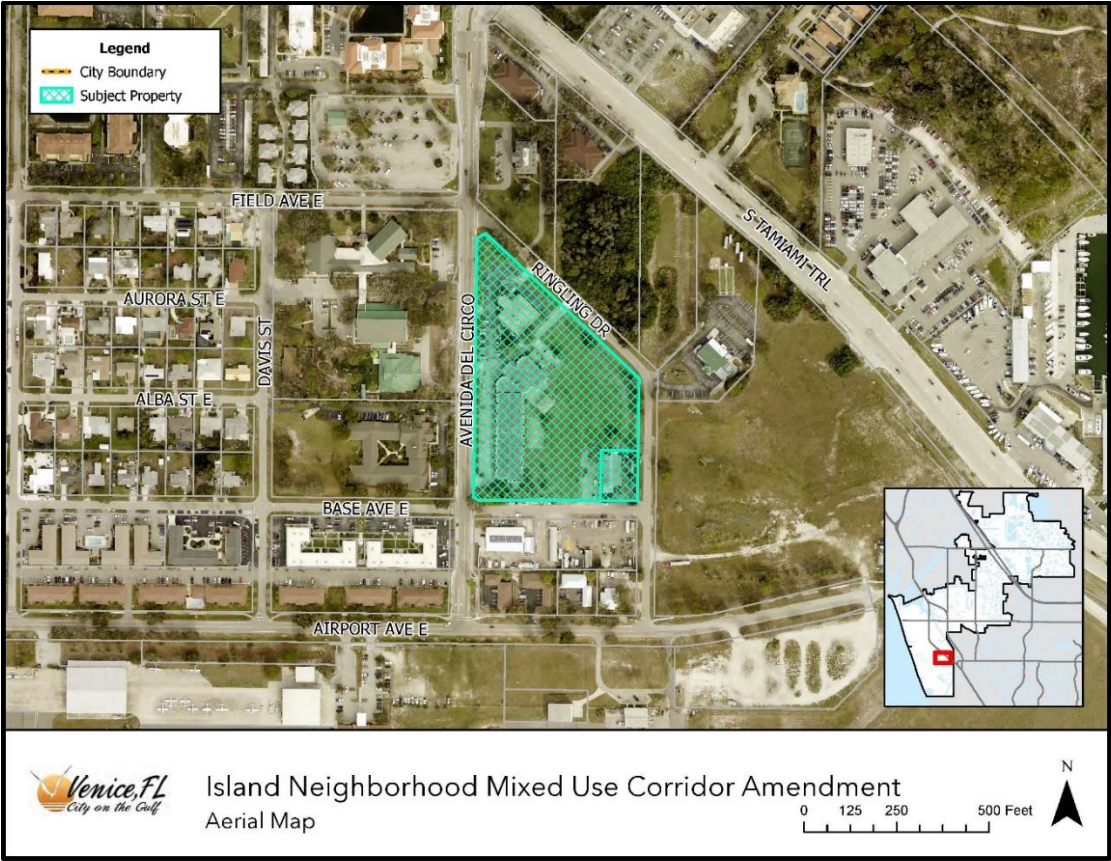 Legend
City Boundary
Subject Property
FIELD AVE E
S TAMIAMI TRL
RINGLING DR
AURORA ST E
AVENIDA DEL CIRCO
DAVIS ST
ALBA ST E
BASE AVE E
AIRPORT AVE E
Venice, FL
City on the Gulf
Island Neighborhood Mixed Use Corridor Amendment
Aerial Map
0 125 250 500 Feet
N